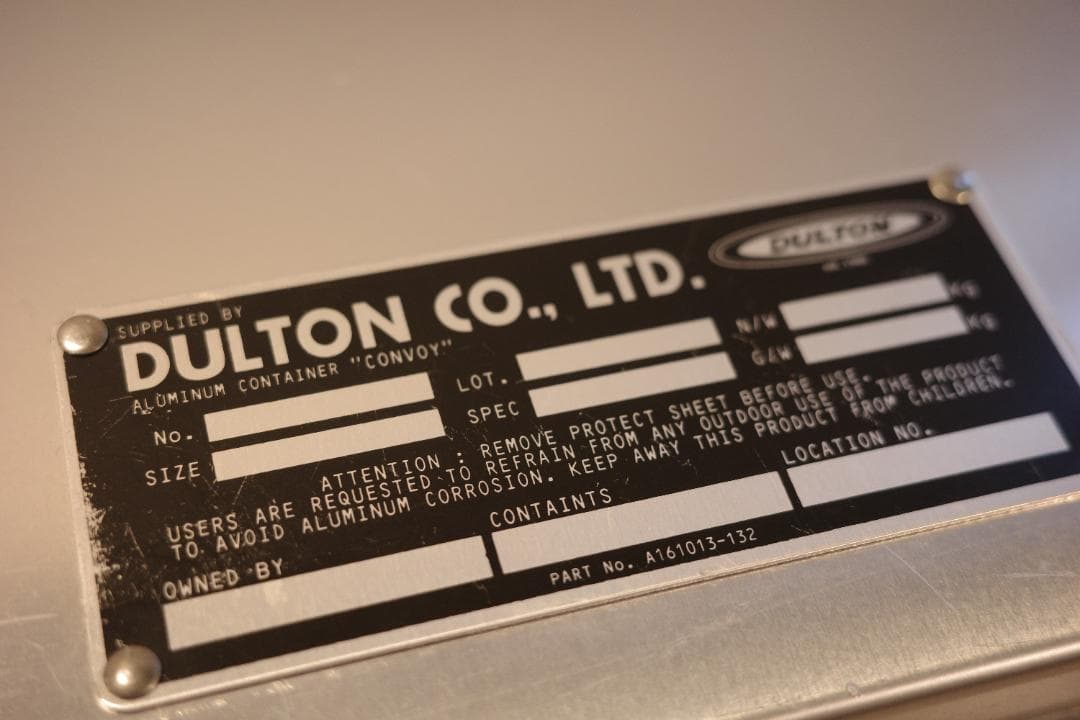 SUPPLIED BY
DULTON CO., LTD.
DULTON
ALUMINUM CONTAINER "CONVOY"
No.
LOT.
N/W
KG
SIZE
SPEC
G/W
KG
ATTENTION : REMOVE PROTECT SHEET BEFORE USE.
USERS ARE REQUESTED TO REFRAIN FROM ANY OUTDOOR USE OF THE PRODUCT
TO AVOID ALUMINUM CORROSION. KEEP AWAY THIS PRODUCT FROM CHILDREN.
OWNED BY
CONTAINTS
LOCATION NO.
PART No. A161013-132